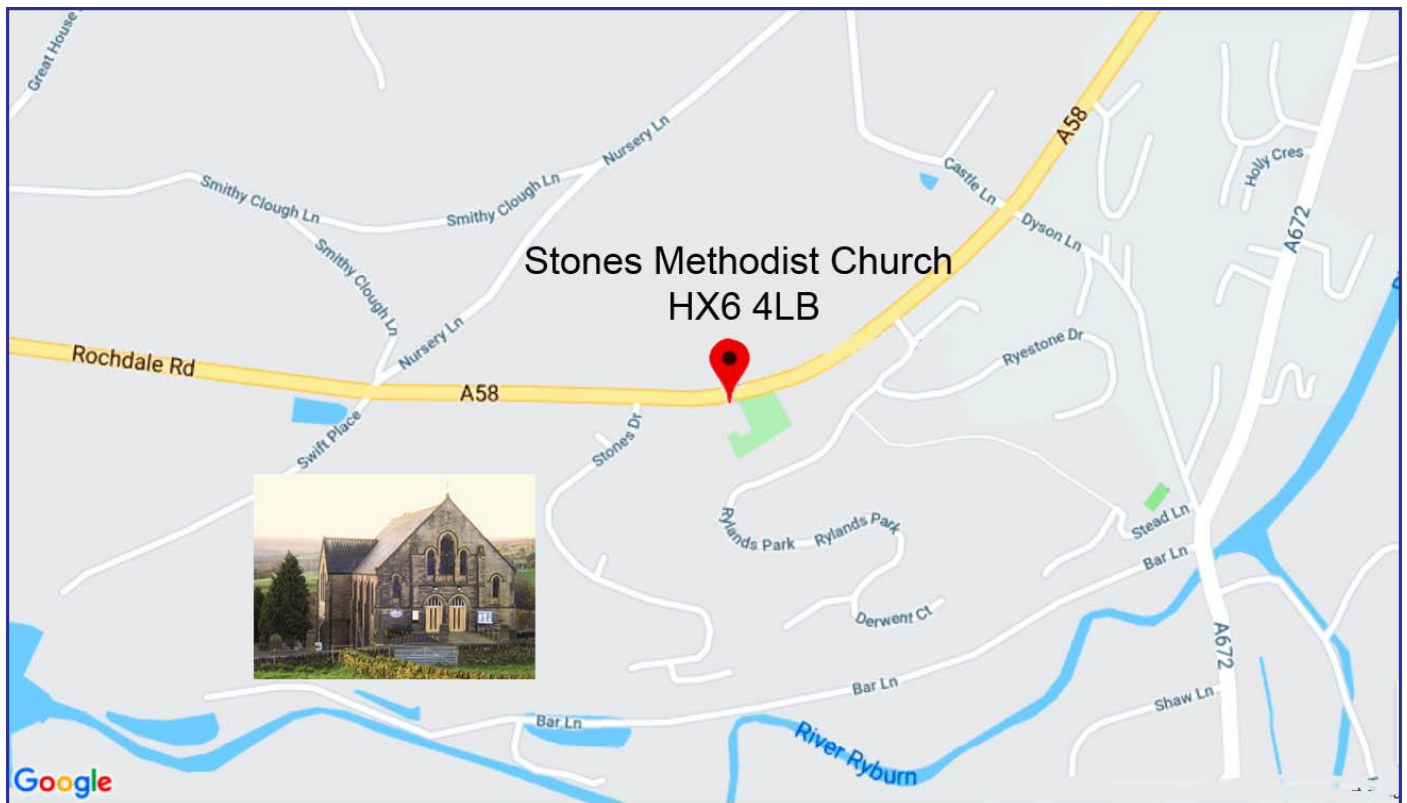 Great House
A58
Nursery Ln
Castle Ln
Holly Cres
Smithy Clough Ln
Smithy Clough Ln
Dyson Ln
A672
Smithy Clough Ln
Stones Methodist Church
HX6 4LB
Nursery Ln
Ryestone Dr
Rochdale Rd
A58
Swift Place
Stones Dr
Rylands Park
Rylands Park
Stead Ln
Bar Ln
Derwent Ct
A672
Bar Ln
Shaw Ln
Bar Ln
River Ryburn
Google